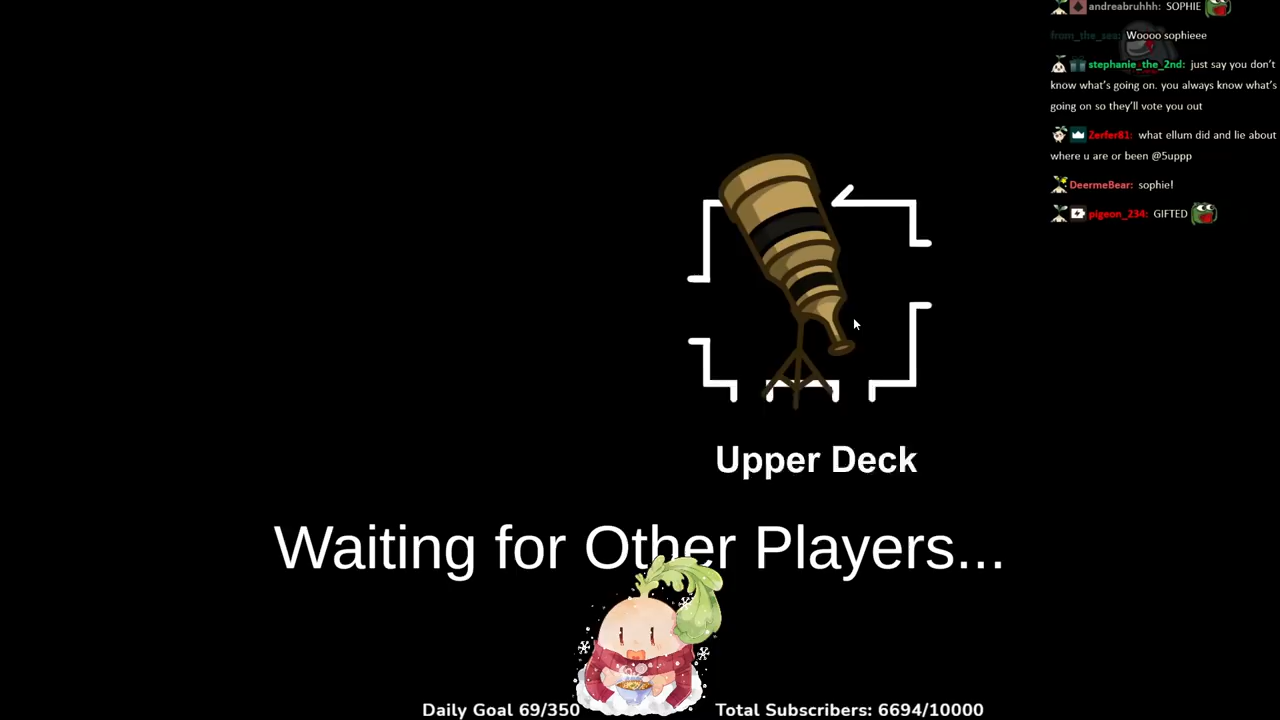 andreabruhhh: SOPHIE
from_the_sea: Woooo sophieee
stephanie_the_2nd: just say you don't
know what's going on. you always know what's
going on so they'll vote you out
Zerfer81: what ellum did and lie about
where u are or been @5uppp
DeermeBear: sophie!
pigeon_234: GIFTED
Upper Deck
Waiting for Other Players...
Daily Goal 69/350
Total Subscribers: 6694/10000